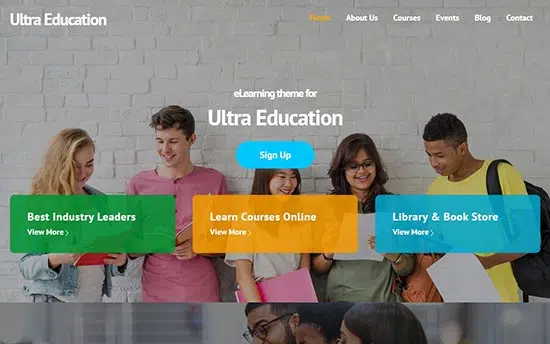 Ultra Education
Home About Us Courses Events Blog Contact
eLearning theme for
Ultra Education
Sign Up
Best Industry Leaders
View More
Learn Courses Online
View More
Library & Book Store
View More